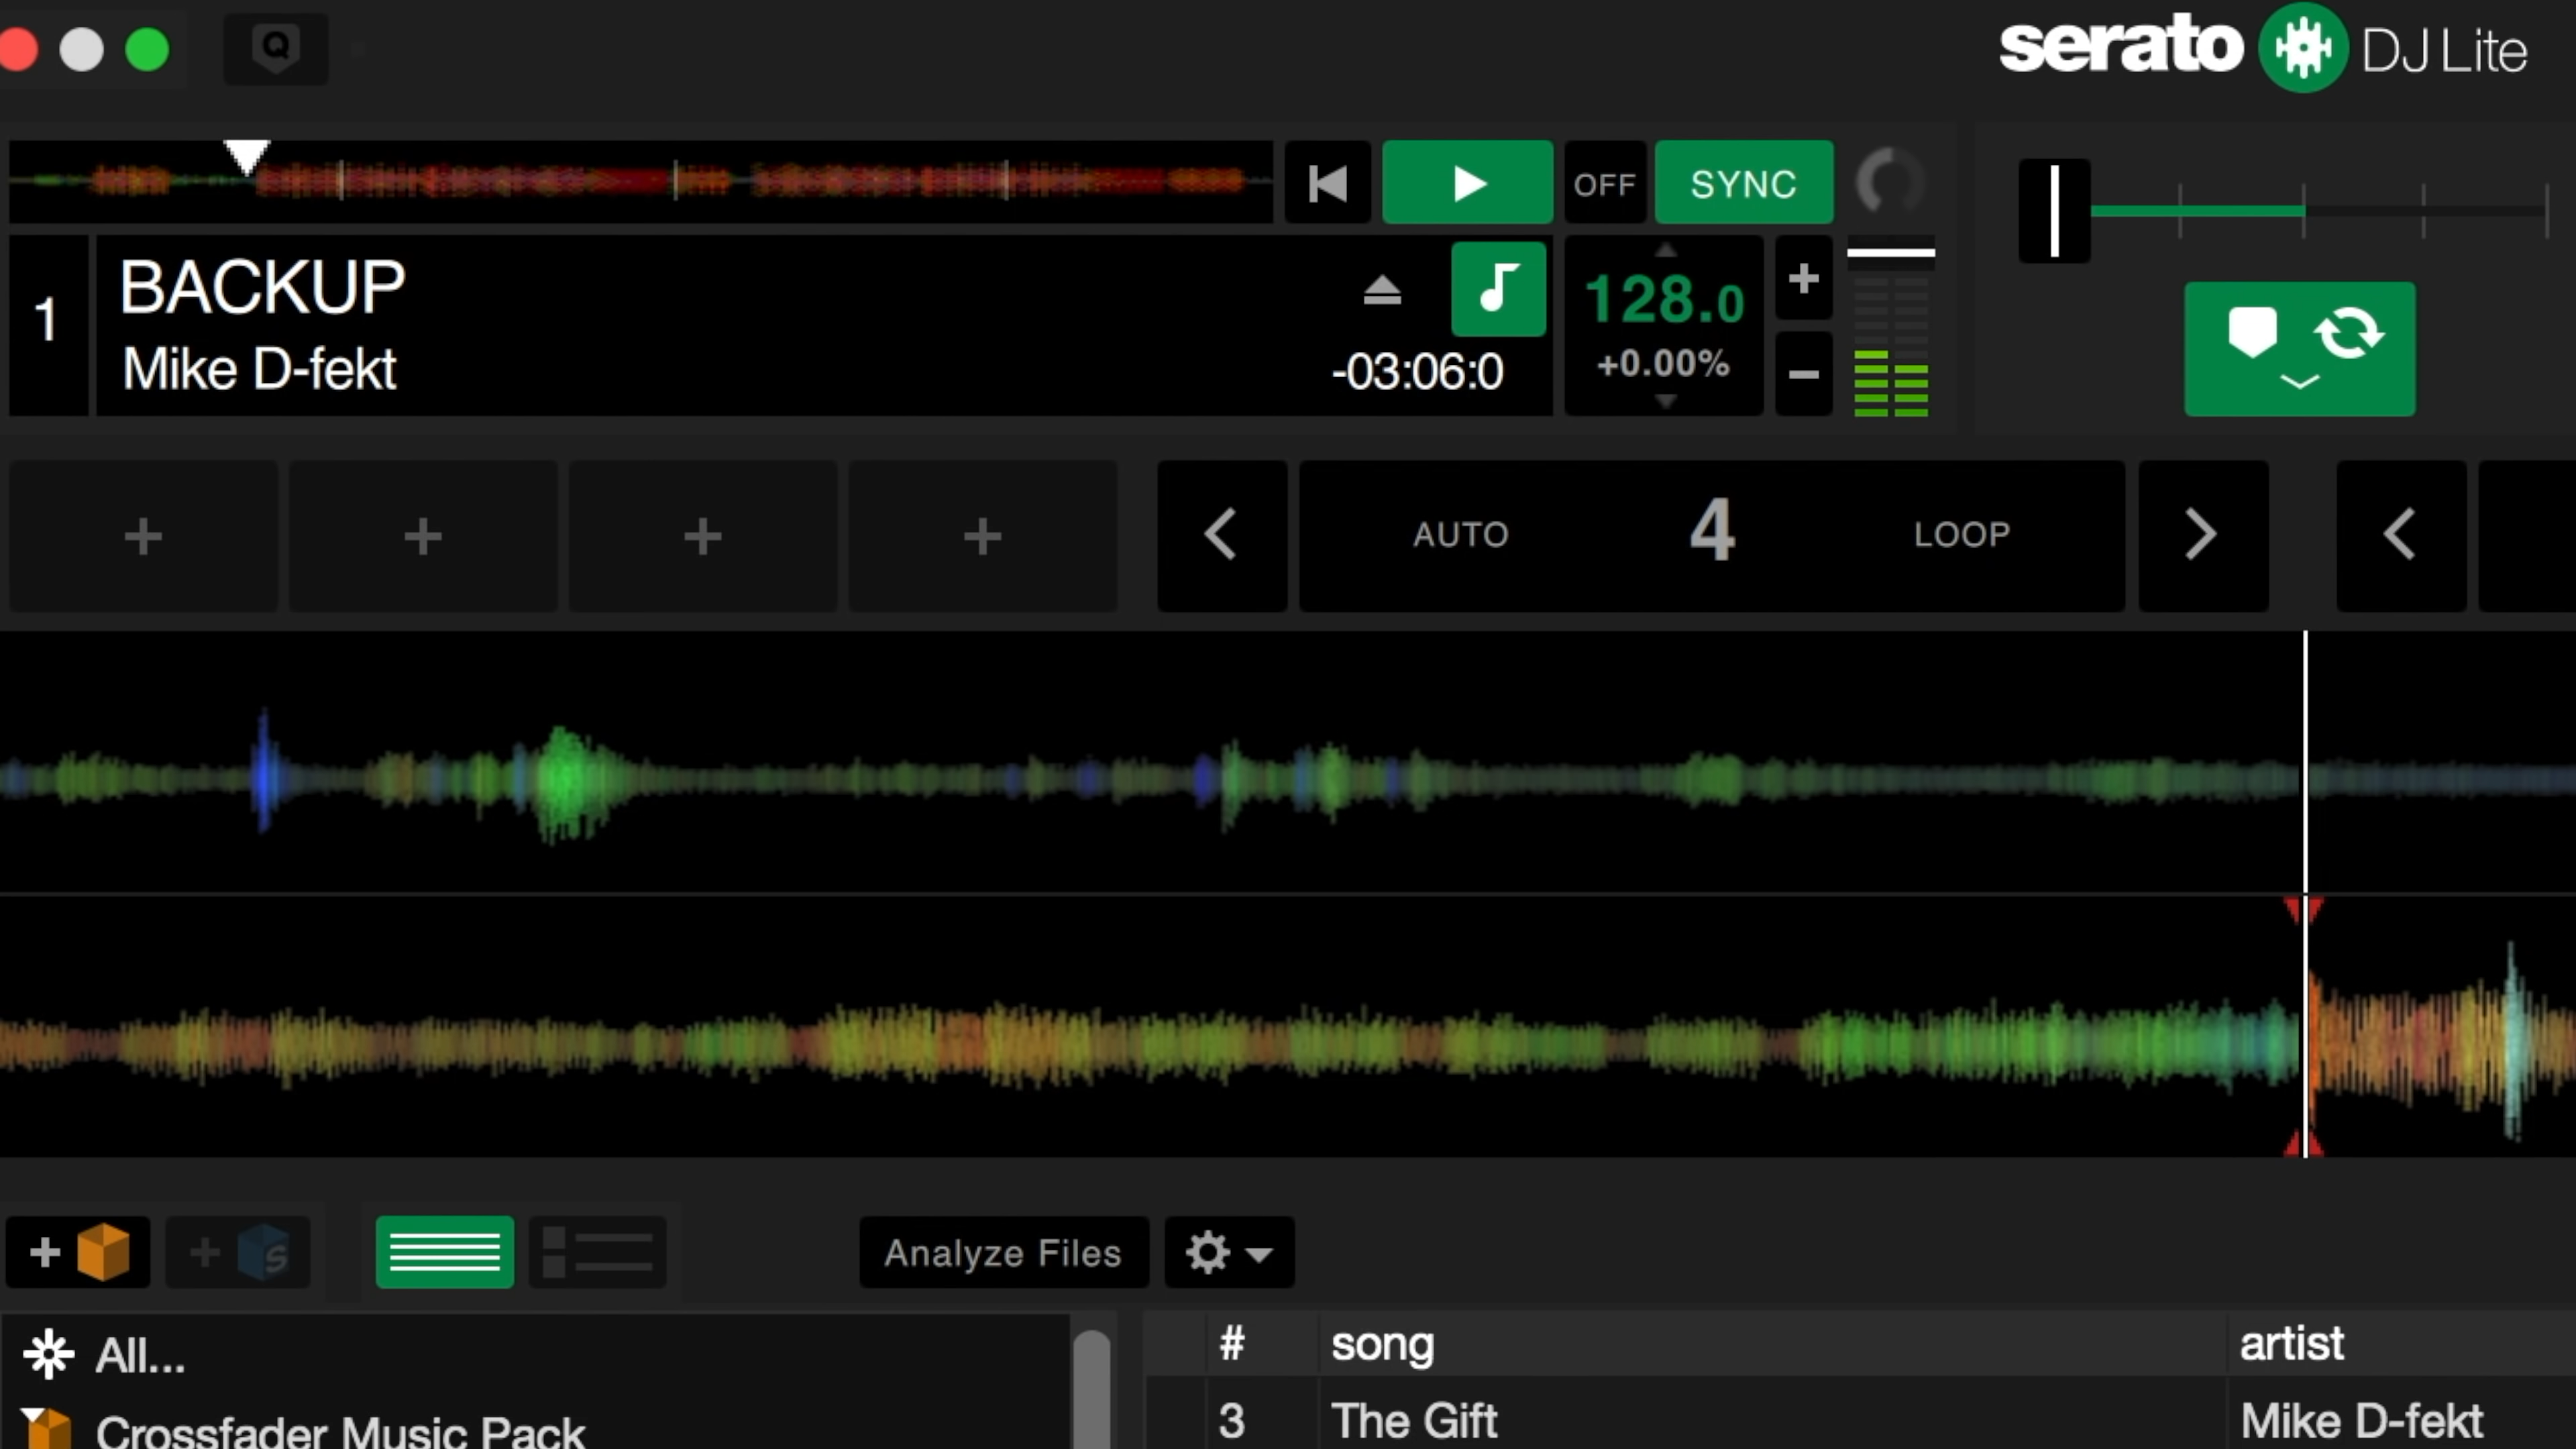 Q
serato DJ Lite
OFF SYNC
1
BACKUP
Mike D-fekt
-03:06:0
128.0
+0.00%
+
−
+ + + +
AUTO 4 LOOP
+ + S
Analyze Files
All...
Crossfader Music Pack
# song artist
3 The Gift Mike D-fekt